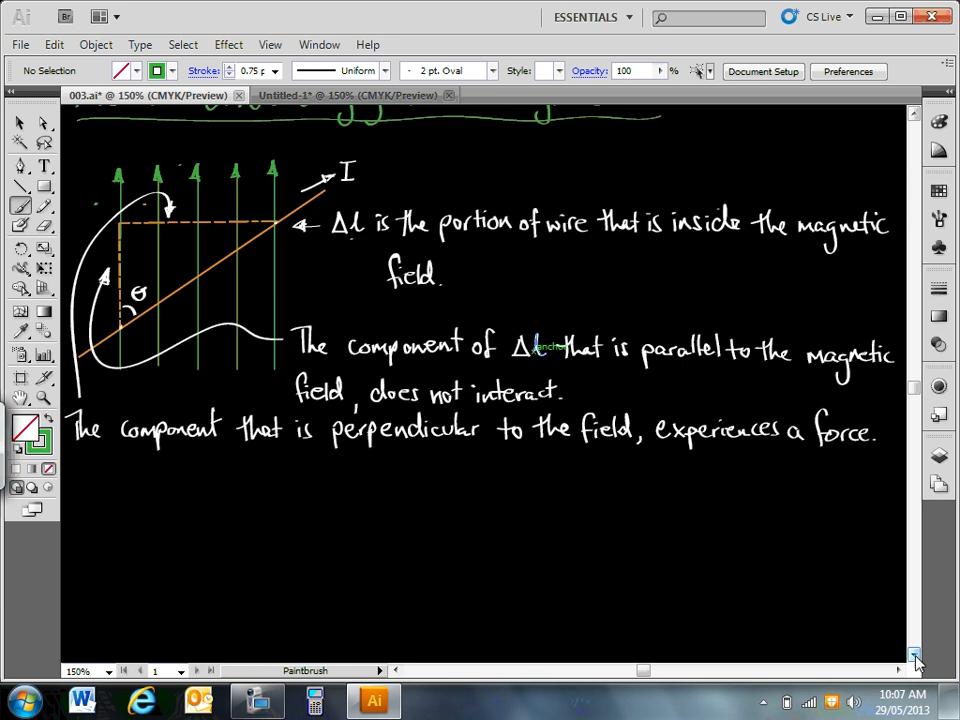 Ai
Br
ESSENTIALS
CS Live
File Edit Object Type Select Effect View Window Help
No Selection
Stroke: 0.75 p
Uniform
2 pt. Oval
Style:
Opacity: 100 %
Document Setup
Preferences
003.ai* @ 150% (CMYK/Preview)
Untitled-1* @ 150% (CMYK/Preview)
I
Δl is the portion of wire that is inside the magnetic
field.
θ
The component of Δl that is parallel to the magnetic
anchor
field, does not interact.
The component that is perpendicular to the field, experiences a force.
150%
1
Paintbrush
10:07 AM
29/05/2013